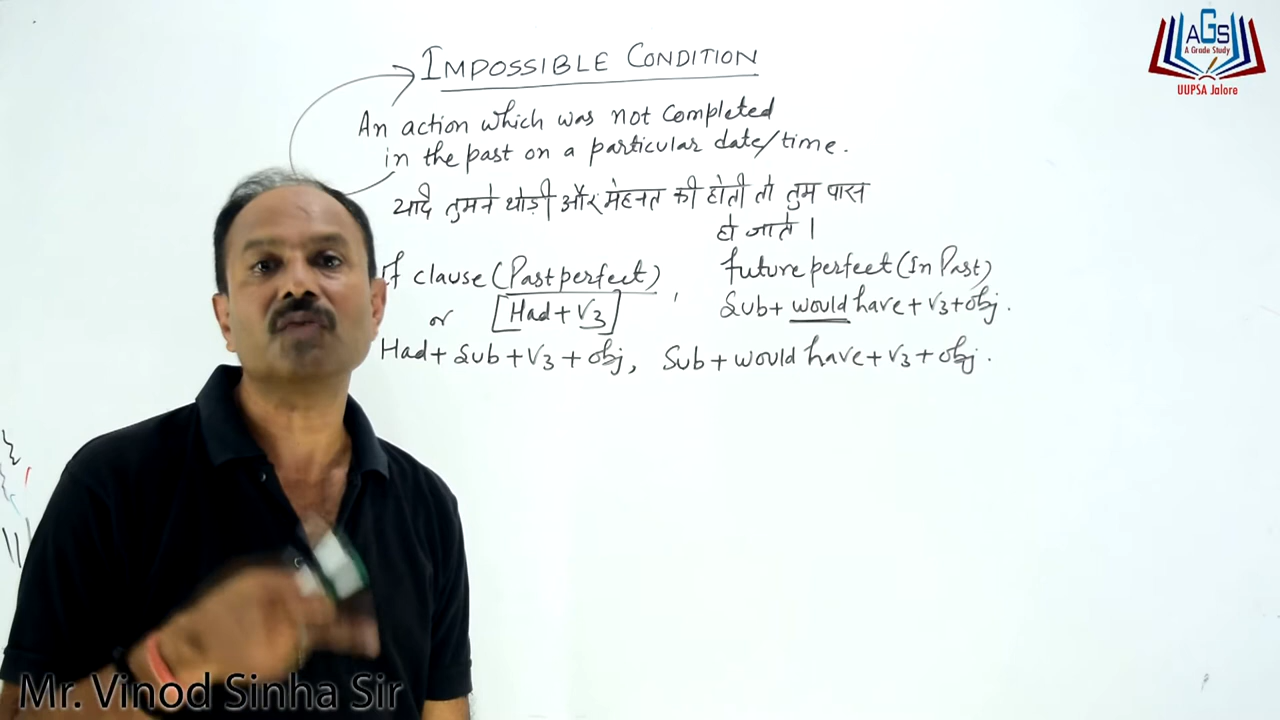 IMPOSSIBLE CONDITION
An action which was not completed
in the past on a particular date/time.
यदि तुमने थोड़ी और मेहनत की होती तो तुम पास
हो जाते ।
If clause (Past perfect) , future perfect (In Past)
or [Had + V3] Sub + would have + V3 + obj.
Had + Sub + V3 + obj, Sub + would have + V3 + obj.
AGS
A Grade Study
UUPSA Jalore
Mr. Vinod Sinha Sir